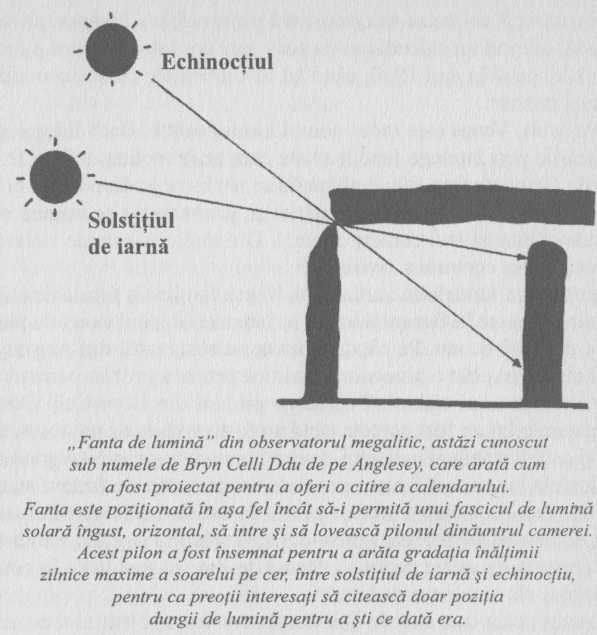 Echinocțiul
Solstițiul
de iarnă
„Fanta de lumină” din observatorul megalitic, astăzi cunoscut
sub numele de Bryn Celli Ddu de pe Anglesey, care arată cum
a fost proiectat pentru a oferi o citire a calendarului.
Fanta este poziționată în așa fel încât să-i permită unui fascicul de lumină
solară îngust, orizontal, să intre și să lovească pilonul dinăuntrul camerei.
Acest pilon a fost însemnat pentru a arăta gradația înălțimii
zilnice maxime a soarelui pe cer, între solstițiul de iarnă și echinocțiu,
pentru ca preoții interesați să citească doar poziția
dungii de lumină pentru a ști ce dată era.